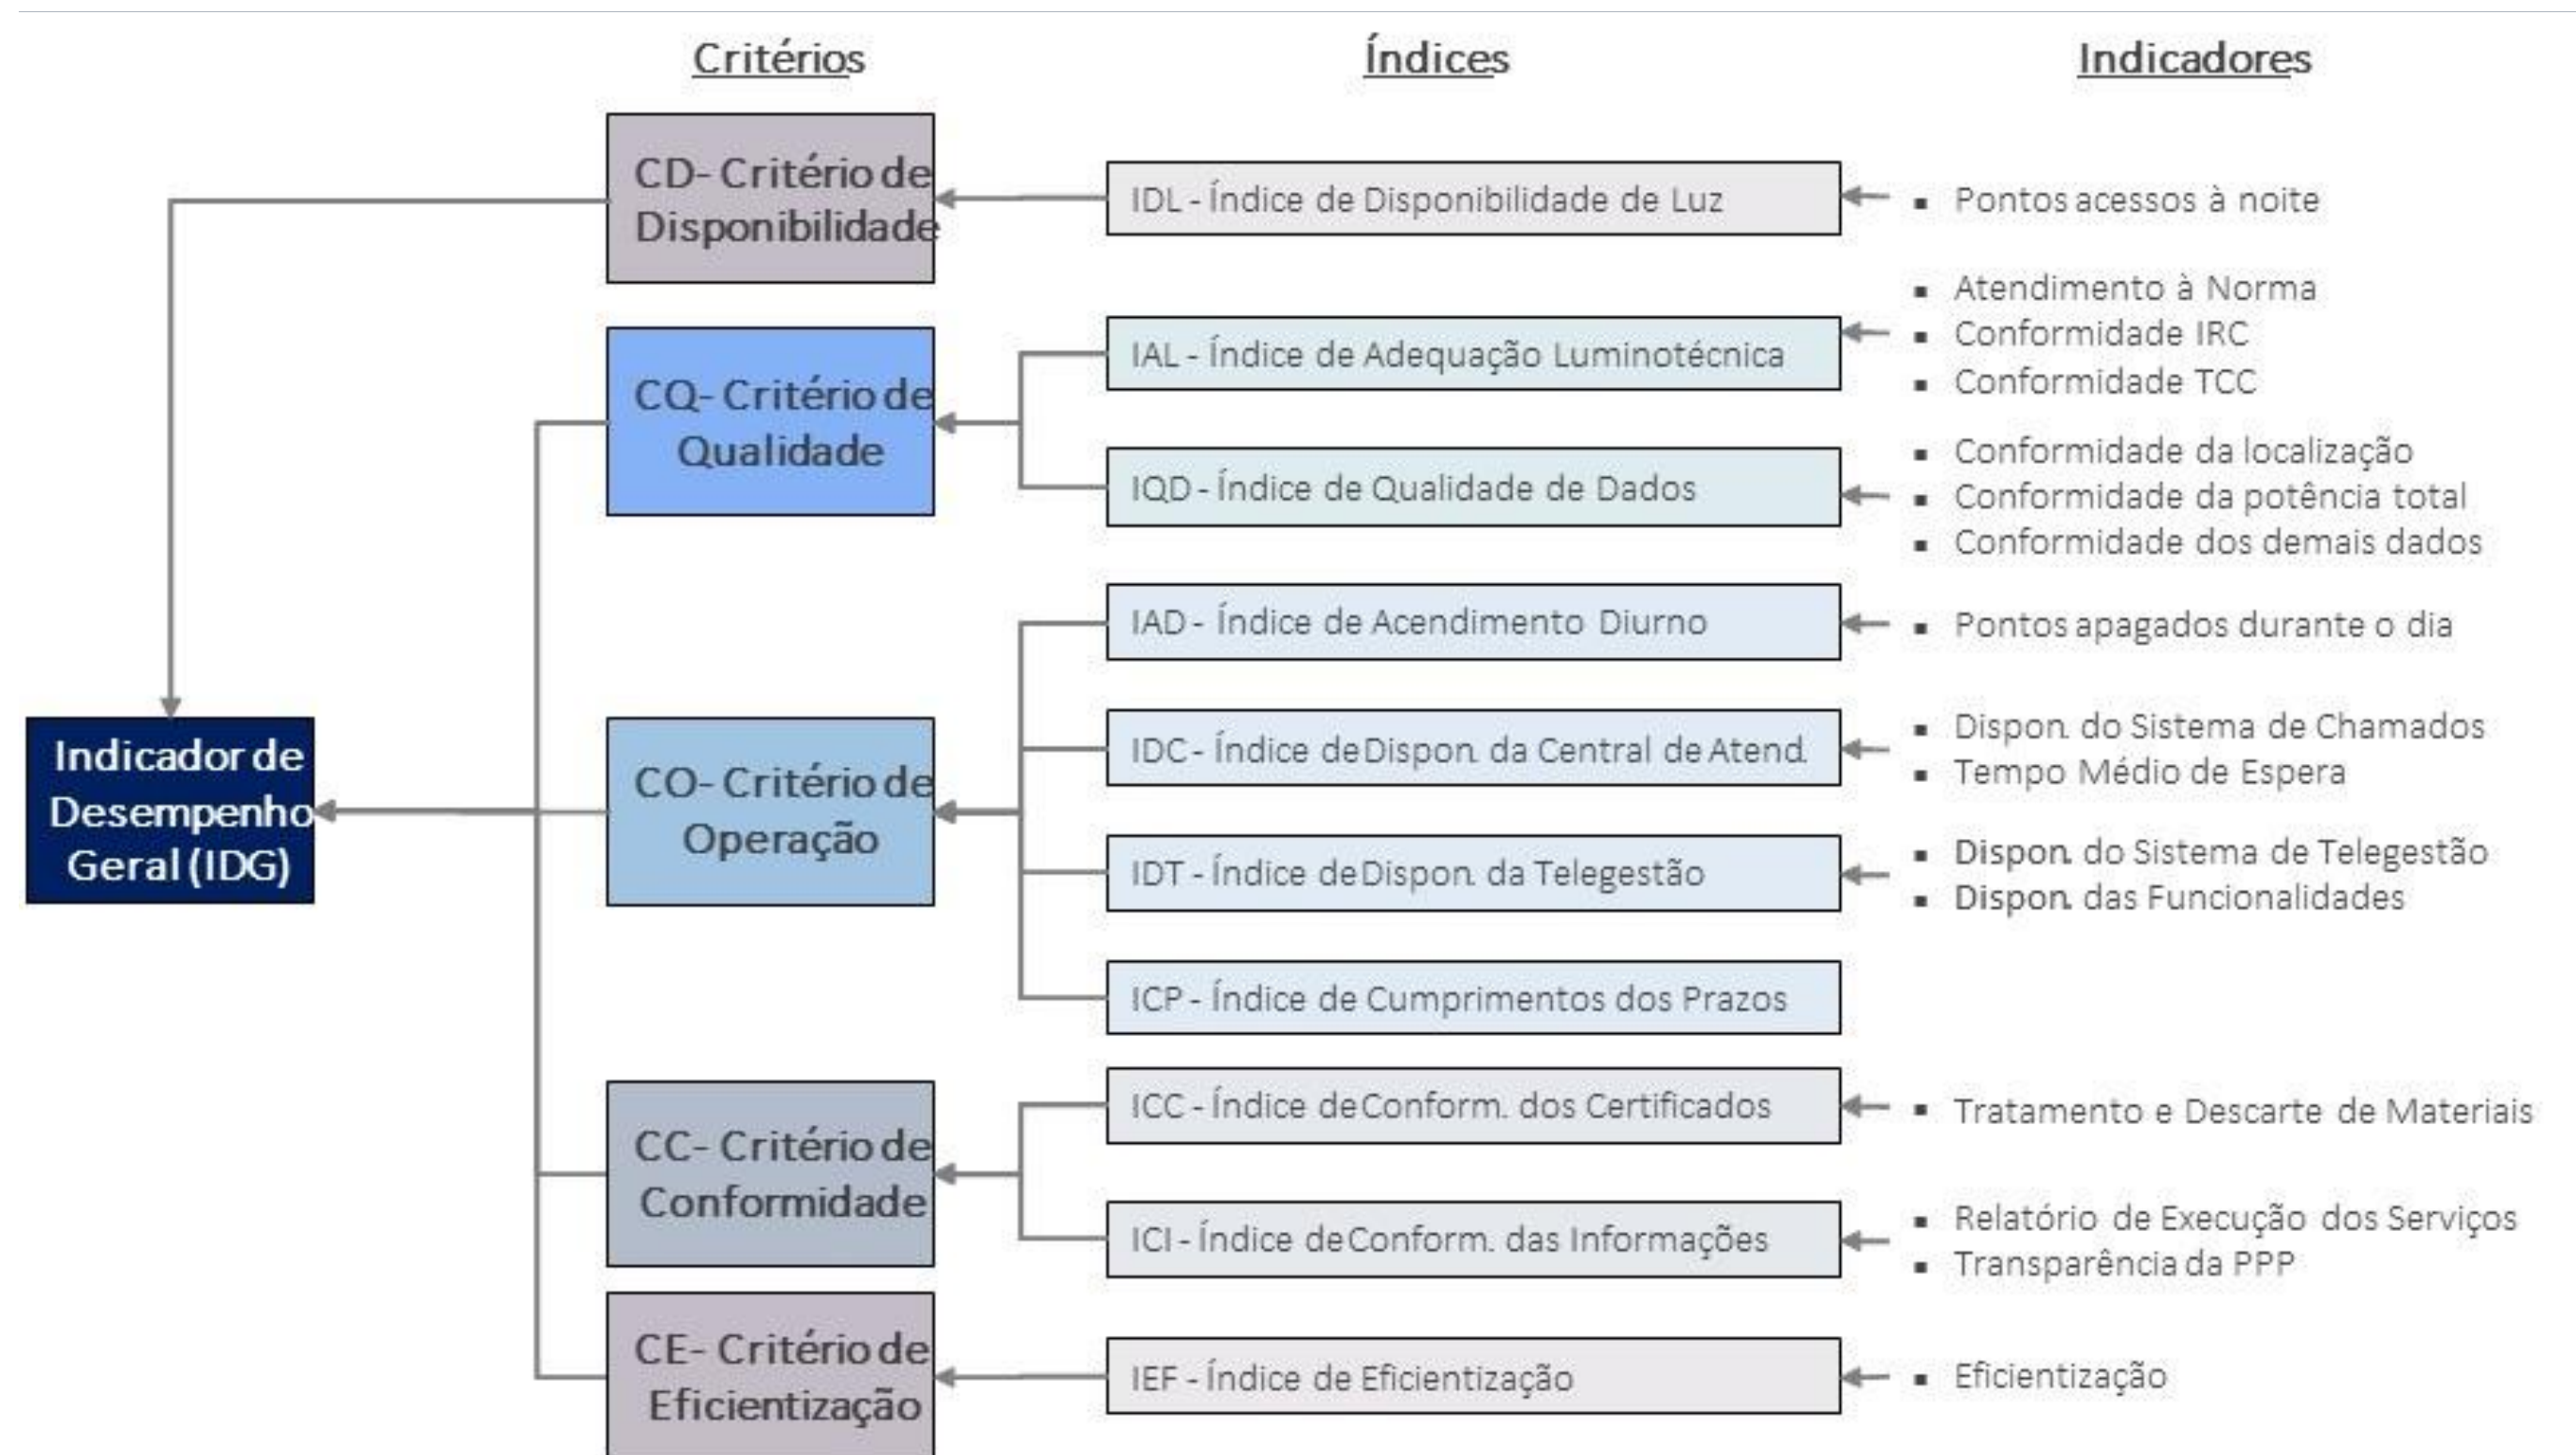 Critérios
Índices
Indicadores
CD- Critério de
Disponibilidade
IDL - Índice de Disponibilidade de Luz
▪ Pontos acessos à noite
CQ- Critério de
Qualidade
IAL - Índice de Adequação Luminotécnica
▪ Atendimento à Norma
▪ Conformidade IRC
▪ Conformidade TCC
IQD - Índice de Qualidade de Dados
▪ Conformidade da localização
▪ Conformidade da potência total
▪ Conformidade dos demais dados
Indicador de
Desempenho
Geral (IDG)
CO- Critério de
Operação
IAD - Índice de Acendimento Diurno
▪ Pontos apagados durante o dia
IDC - Índice de Dispon. da Central de Atend.
▪ Dispon. do Sistema de Chamados
▪ Tempo Médio de Espera
IDT - Índice de Dispon. da Telegestão
▪ Dispon. do Sistema de Telegestão
▪ Dispon. das Funcionalidades
ICP - Índice de Cumprimentos dos Prazos
CC- Critério de
Conformidade
ICC - Índice de Conform. dos Certificados
▪ Tratamento e Descarte de Materiais
ICI - Índice de Conform. das Informações
▪ Relatório de Execução dos Serviços
▪ Transparência da PPP
CE- Critério de
Eficientização
IEF - Índice de Eficientização
▪ Eficientização